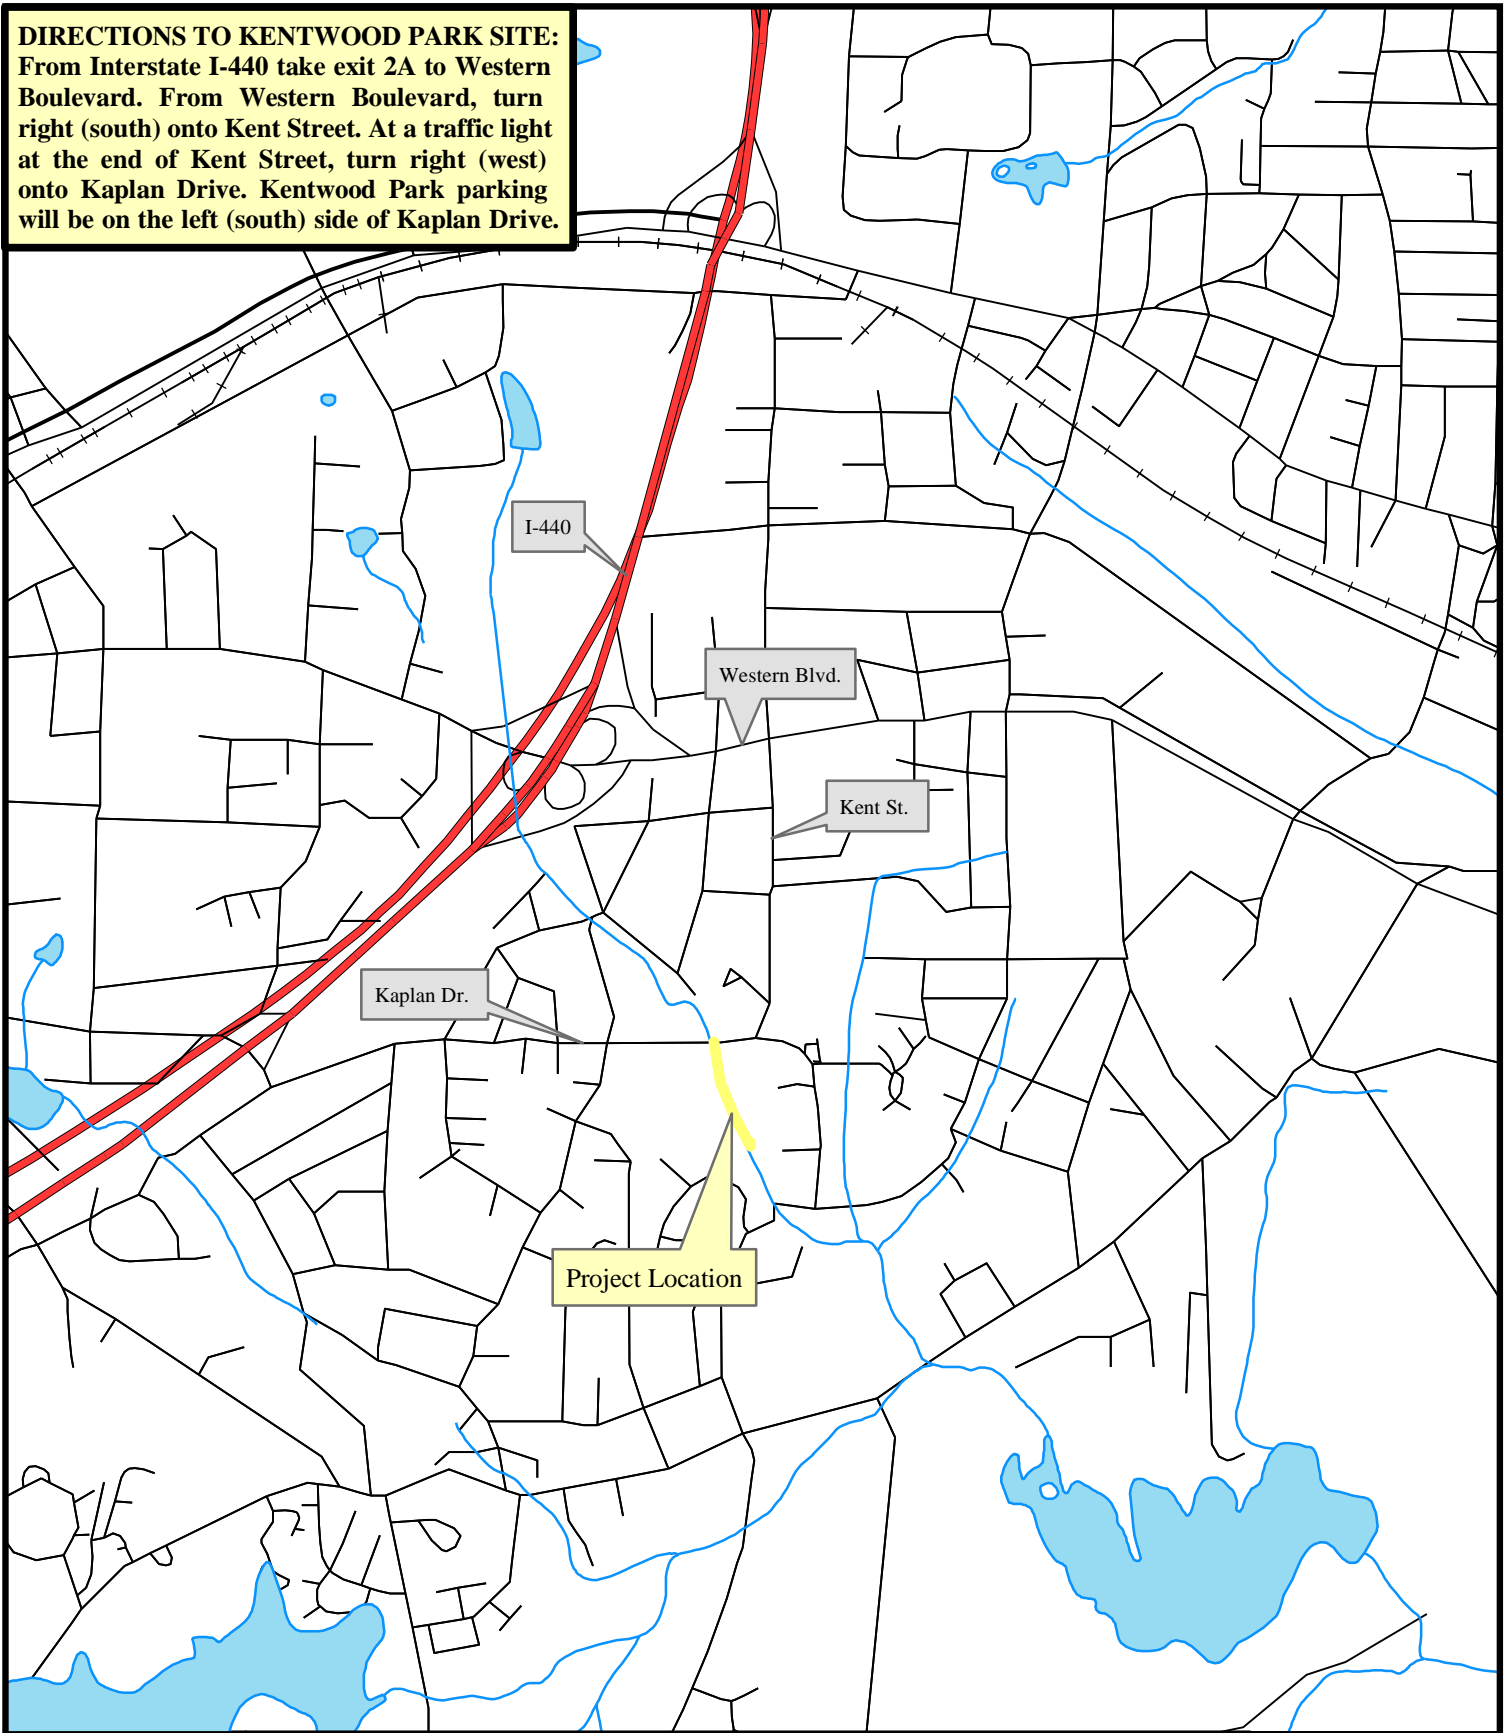 DIRECTIONS TO KENTWOOD PARK SITE:
From Interstate I-440 take exit 2A to Western
Boulevard. From Western Boulevard, turn
right (south) onto Kent Street. At a traffic light
at the end of Kent Street, turn right (west)
onto Kaplan Drive. Kentwood Park parking
will be on the left (south) side of Kaplan Drive.
I-440
Western Blvd.
Kent St.
Kaplan Dr.
Project Location